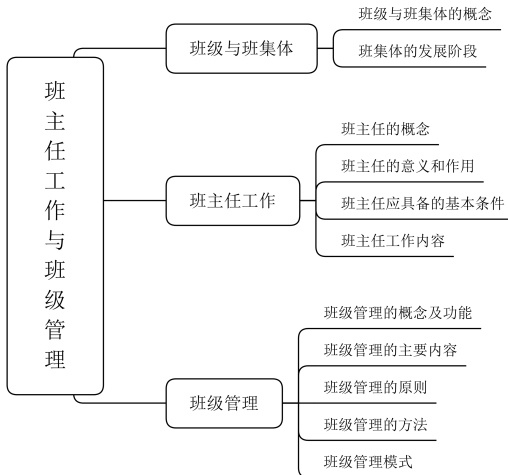 班主任工作与班级管理
班级与班集体
班级与班集体的概念
班集体的发展阶段
班主任工作
班主任的概念
班主任的意义和作用
班主任应具备的基本条件
班主任工作内容
班级管理
班级管理的概念及功能
班级管理的主要内容
班级管理的原则
班级管理的方法
班级管理模式